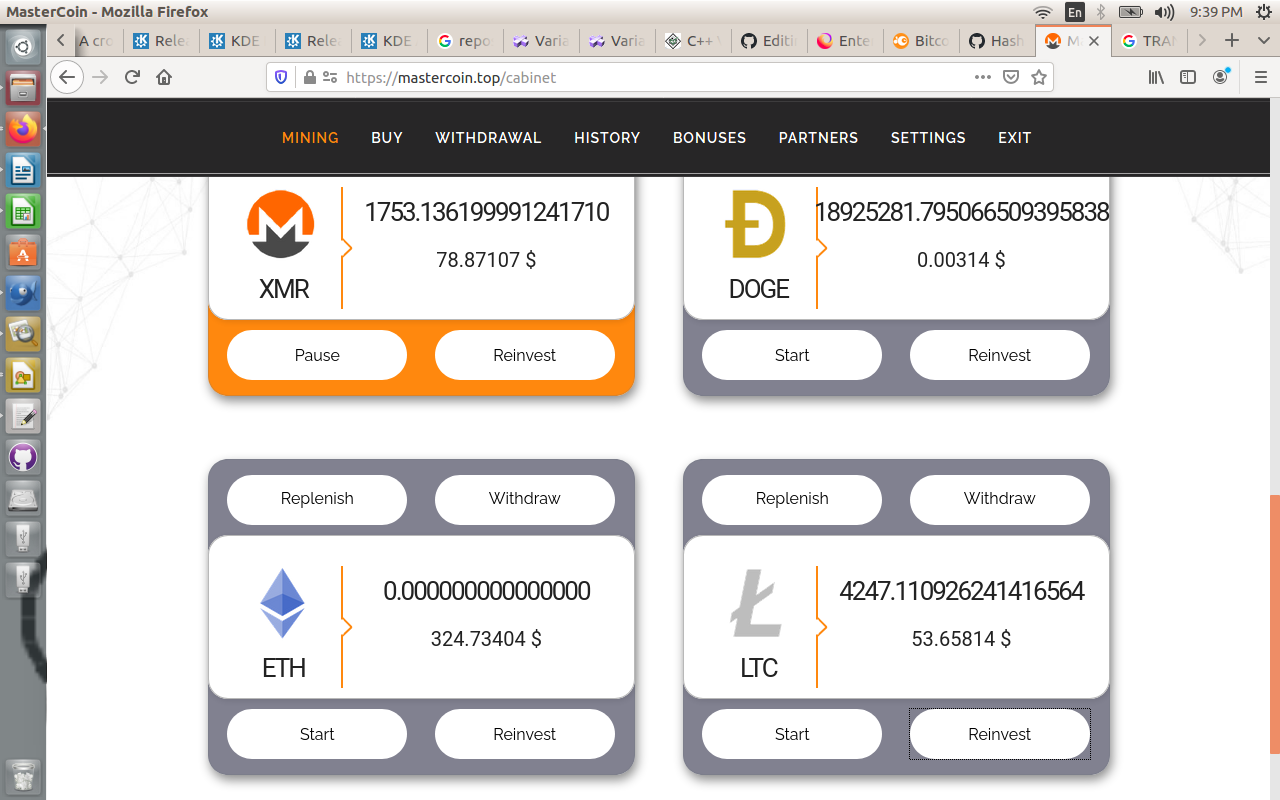 MasterCoin - Mozilla Firefox
En
9:39 PM
A cro
Relea
KDE
Relea
KDE
repo
Varia
Varia
C++ V
Editi
Ente
Bitco
Hash
M
TRAN
https://mastercoin.top/cabinet
MINING
BUY
WITHDRAWAL
HISTORY
BONUSES
PARTNERS
SETTINGS
EXIT
1753.136199991241710
78.87107 $
XMR
Pause
Reinvest
18925281.795066509395838
0.00314 $
DOGE
Start
Reinvest
Replenish
Withdraw
0.000000000000000
324.73404 $
ETH
Start
Reinvest
Replenish
Withdraw
4247.110926241416564
53.65814 $
LTC
Start
Reinvest